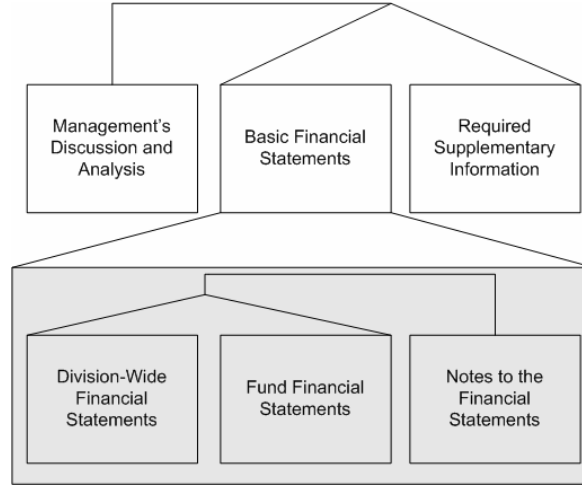 Management's
Discussion and
Analysis
Basic Financial
Statements
Required
Supplementary
Information
Division-Wide
Financial
Statements
Fund Financial
Statements
Notes to the
Financial
Statements